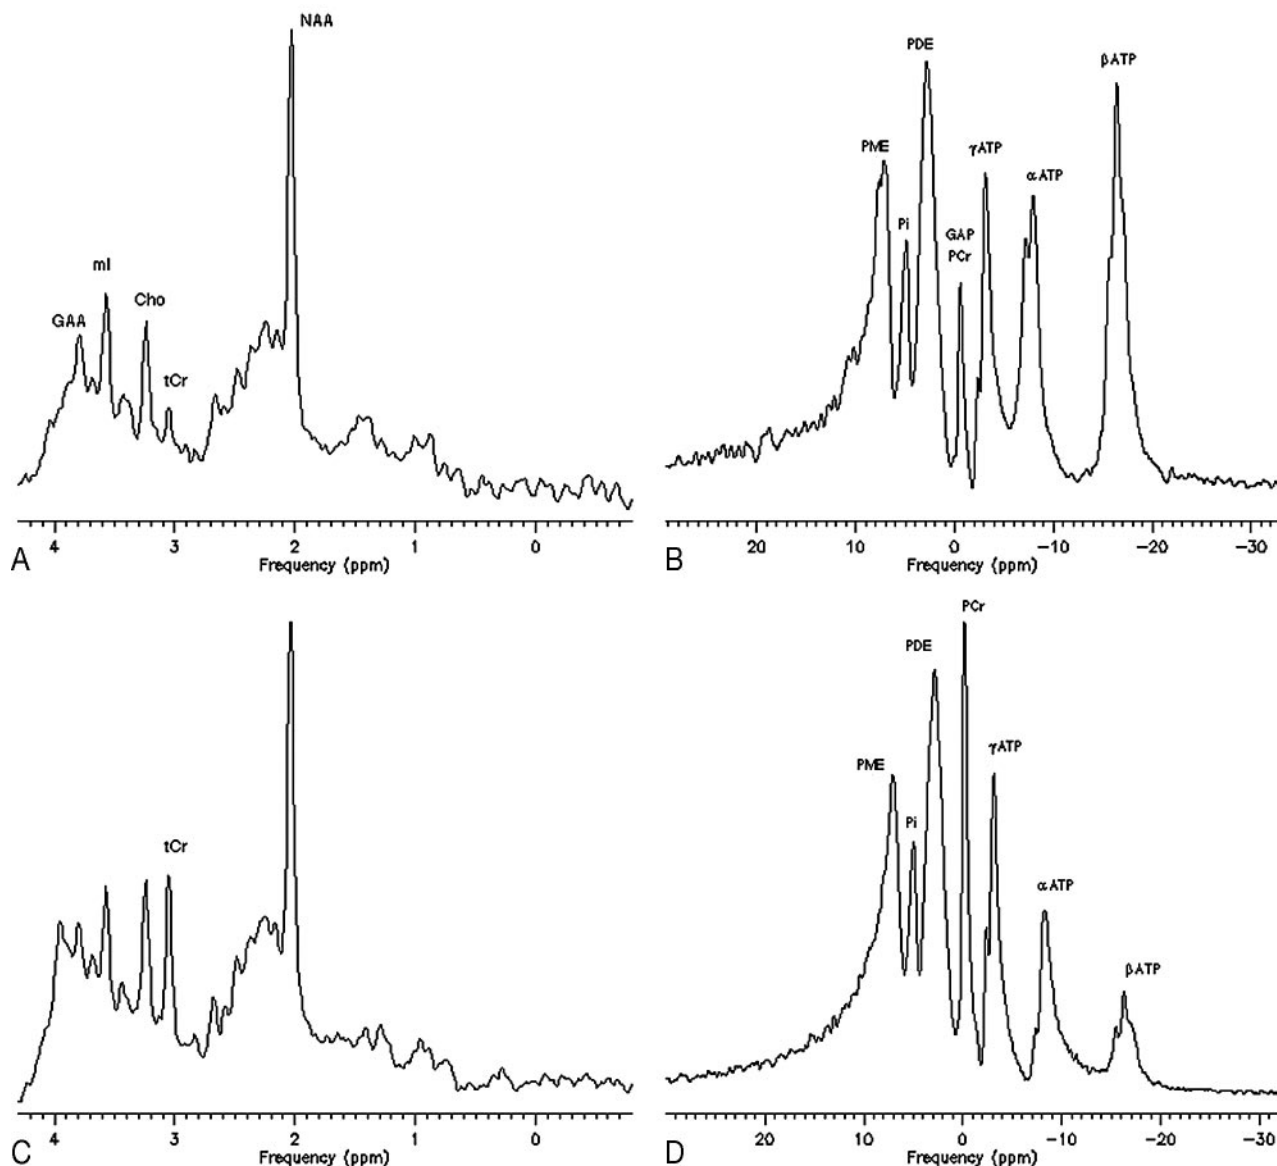 NAA
mI
GAA
Cho
tCr
4 3 2 1 0
Frequency (ppm)
A
PDE
βATP
PME
γATP
αATP
Pi
GAP
PCr
20 10 0 -10 -20 -30
Frequency (ppm)
B
tCr
4 3 2 1 0
Frequency (ppm)
C
PCr
PDE
γATP
PME
Pi
αATP
βATP
20 10 0 -10 -20 -30
Frequency (ppm)
D